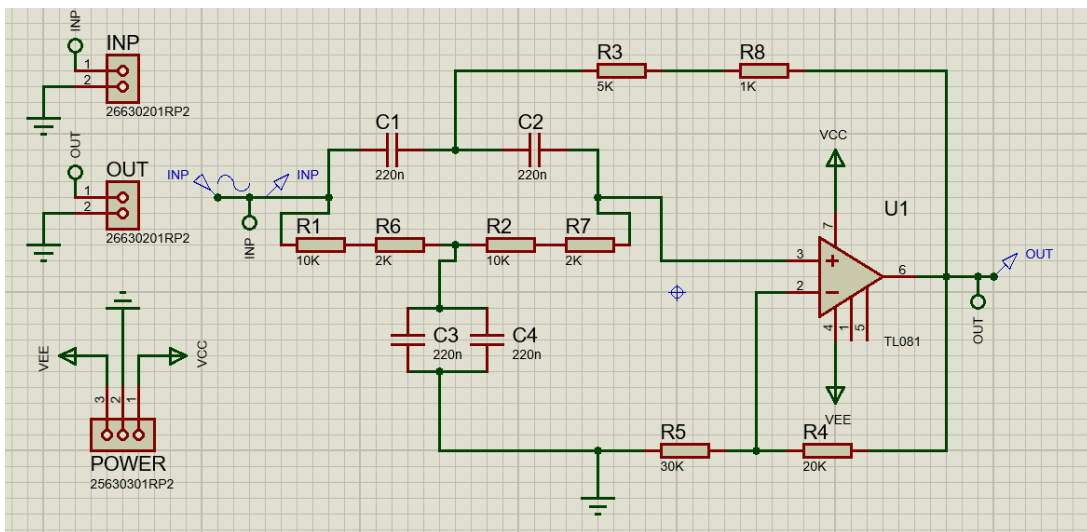 INP
INP
1
2
26630201RP2
OUT
OUT
1
2
26630201RP2
INP
INP
INP
C1
220n
C2
220n
R3
5K
R8
1K
R1
10K
R6
2K
R2
10K
R7
2K
C3
220n
C4
220n
VCC
U1
7
3
2
6
4
1
5
TL081
OUT
OUT
VEE
R5
30K
R4
20K
VEE
VCC
3
2
1
POWER
25630301RP2